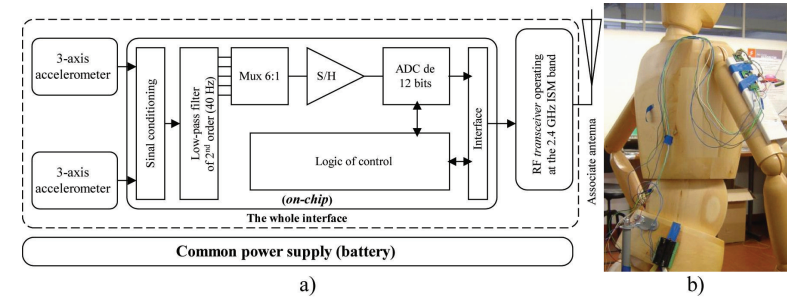 3-axis
accelerometer
3-axis
accelerometer
Sinal conditioning
Low-pass filter
of 2nd order (40 Hz)
Mux 6:1
S/H
ADC de
12 bits
Logic of control
Interface
(on-chip)
The whole interface
RF transceiver operating
at the 2.4 GHz ISM band
Associate antenna
Common power supply (battery)
a)
b)